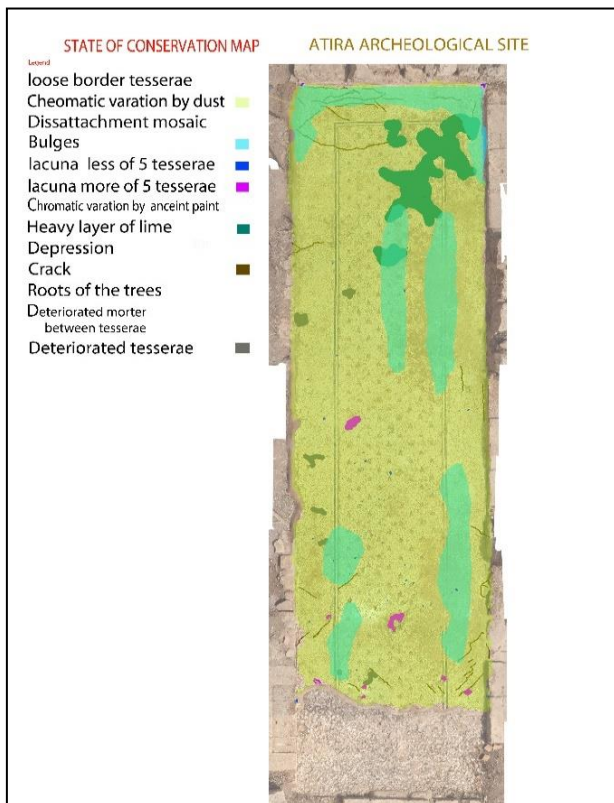 STATE OF CONSERVATION MAP
ATIRA ARCHEOLOGICAL SITE
Legend
loose border tesserae
Cheomatic varation by dust
Dissattachment mosaic
Bulges
lacuna less of 5 tesserae
lacuna more of 5 tesserae
Chromatic variation by anceint paint
Heavy layer of lime
Depression
Crack
Roots of the trees
Deteriorated morter
between tesserae
Deteriorated tesserae